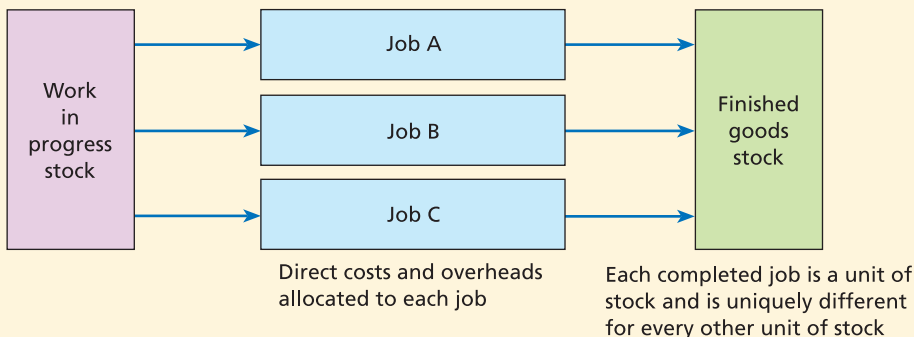 Work
in
progress
stock
Job A
Job B
Job C
Finished
goods
stock
Direct costs and overheads
allocated to each job
Each completed job is a unit of
stock and is uniquely different
for every other unit of stock